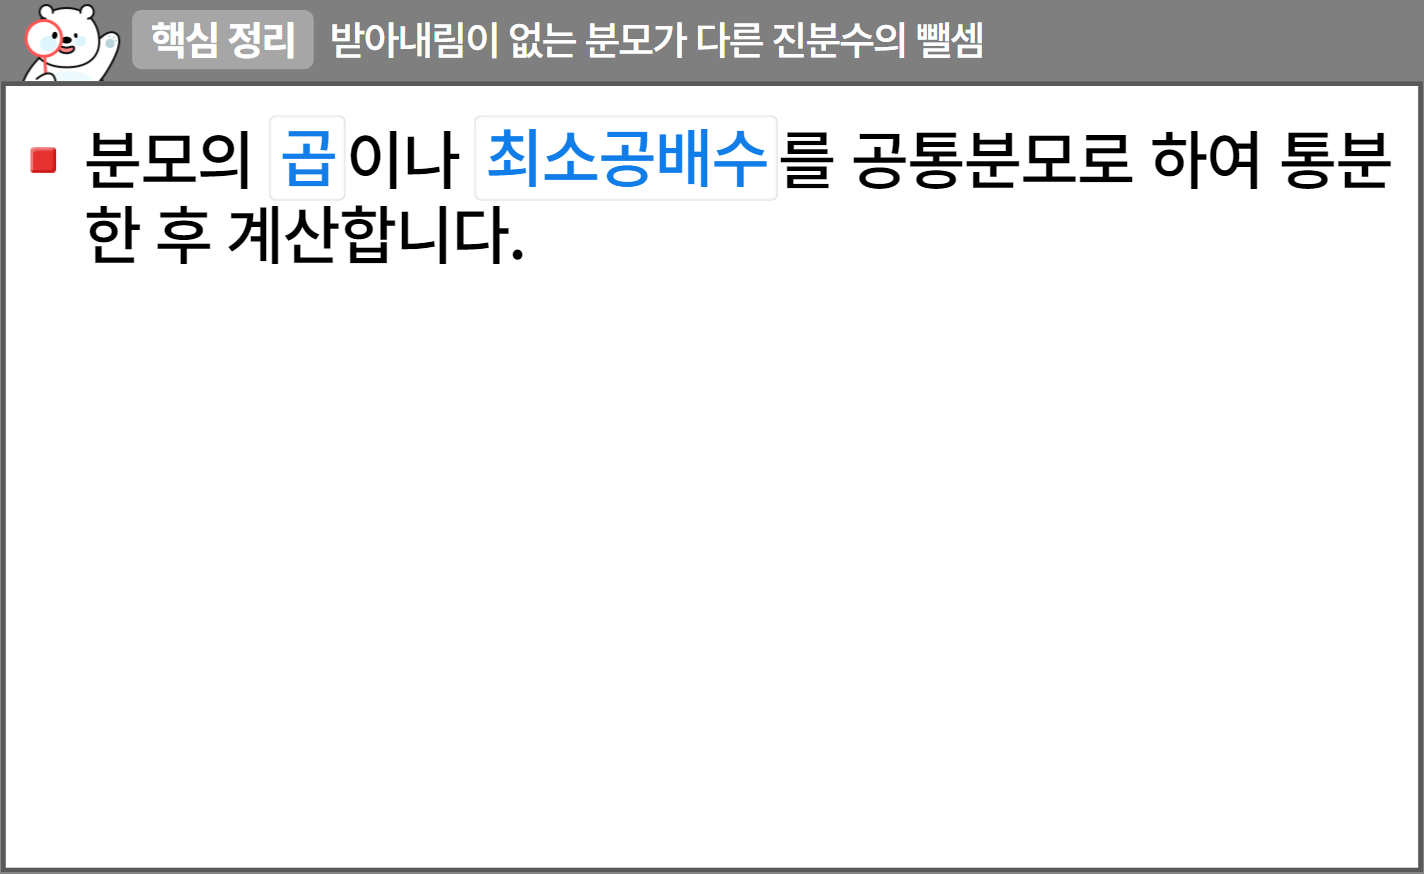 핵심 정리 받아내림이 없는 분모가 다른 진분수의 뺄셈
분모의 곱이나 최소공배수를 공통분모로 하여 통분
한 후 계산합니다.